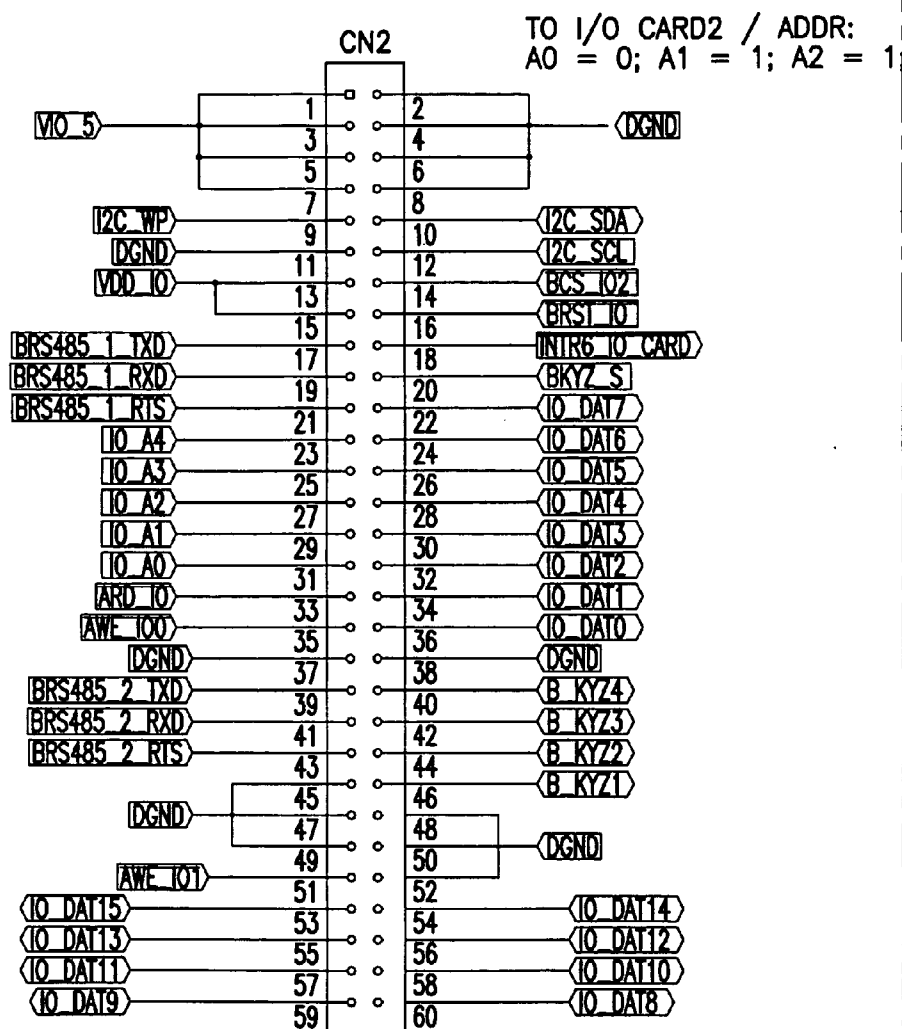 TO I/O CARD2 / ADDR:
A0 = 0; A1 = 1; A2 = 1;
CN2
1 2
VIO_5 DGND
3 4
5 6
7 8
I2C_WP I2C_SDA
9 10
DGND I2C_SCL
11 12
VDD_IO BCS_IO2
13 14
BRST_IO
15 16
BRS485_1_TXD INTR6_IO_CARD
17 18
BRS485_1_RXD BKYZ_S
19 20
BRS485_1_RTS IO_DAT7
21 22
IO_A4 IO_DAT6
23 24
IO_A3 IO_DAT5
25 26
IO_A2 IO_DAT4
27 28
IO_A1 IO_DAT3
29 30
IO_A0 IO_DAT2
31 32
ARD_IO IO_DAT1
33 34
AWE_IO0 IO_DAT0
35 36
DGND DGND
37 38
BRS485_2_TXD B_KYZ4
39 40
BRS485_2_RXD B_KYZ3
41 42
BRS485_2_RTS B_KYZ2
43 44
B_KYZ1
45 46
DGND
47 48
DGND
49 50
AWE_IO1
51 52
IO_DAT15 IO_DAT14
53 54
IO_DAT13 IO_DAT12
55 56
IO_DAT11 IO_DAT10
57 58
IO_DAT9 IO_DAT8
59 60